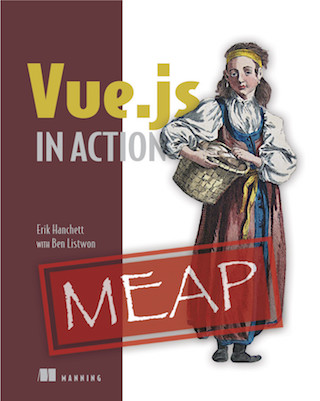 Vue.js
IN ACTION
Erik Hanchett
WITH Ben Listwon
MEAP
MANNING